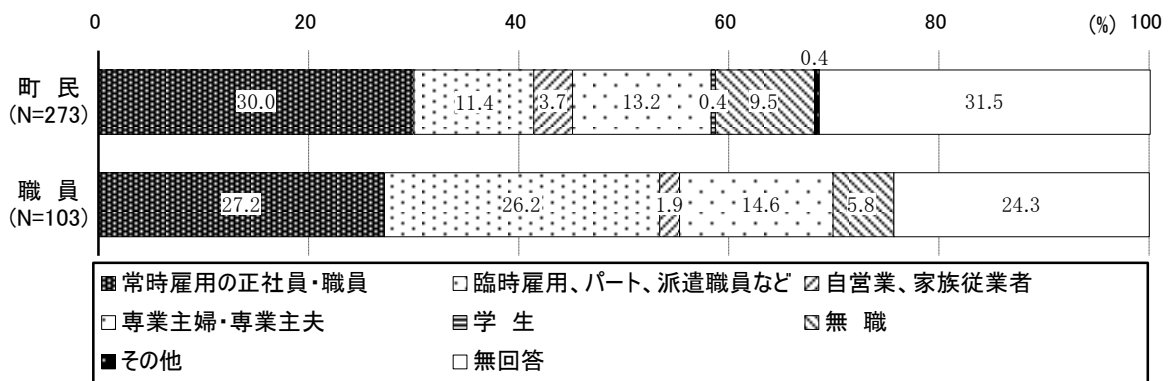 0 20 40 60 80 (%) 100
0.4
町 民
(N=273)
30.0 11.4 3.7 13.2 0.4 9.5 31.5
職 員
(N=103)
27.2 26.2 1.9 14.6 5.8 24.3
常時雇用の正社員・職員 臨時雇用、パート、派遣職員など 自営業、家族従業者
専業主婦・専業主夫 学 生 無 職
その他 無回答